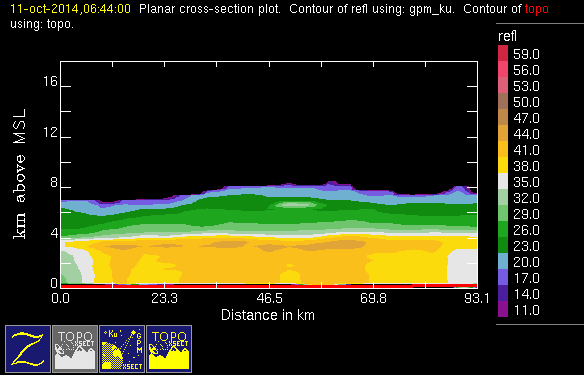 11-oct-2014,06:44:00 Planar cross-section plot. Contour of refl using: gpm_ku. Contour of topo
using: topo.
refl
59.0
56.0
53.0
50.0
47.0
44.0
41.0
38.0
35.0
32.0
29.0
26.0
23.0
20.0
17.0
14.0
11.0
km above MSL
16
12
8
4
0
0.0 23.3 46.5 69.8 93.1
Distance in km
Z
TOPO
XSECT
Ku
GPM
XSECT
TOPO
XSECT